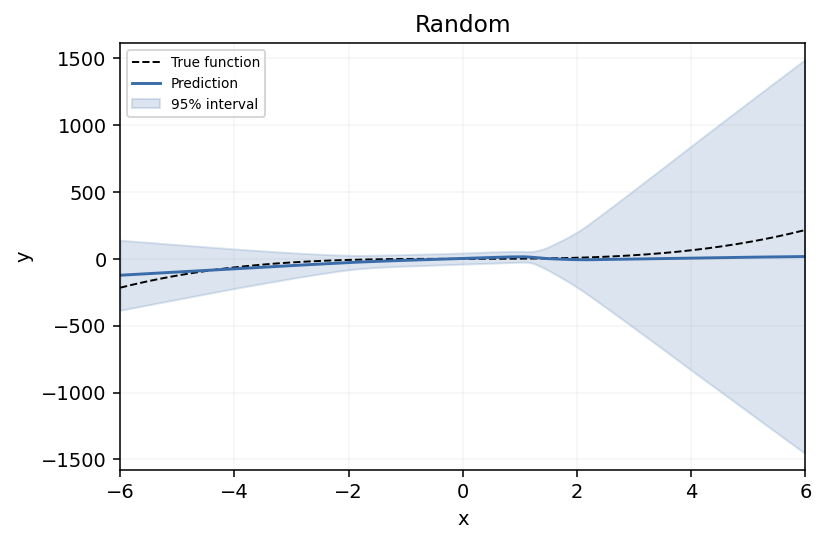 Random
True function
Prediction
95% interval
1500
1000
500
0
−500
−1000
−1500
y
−6 −4 −2 0 2 4 6
x